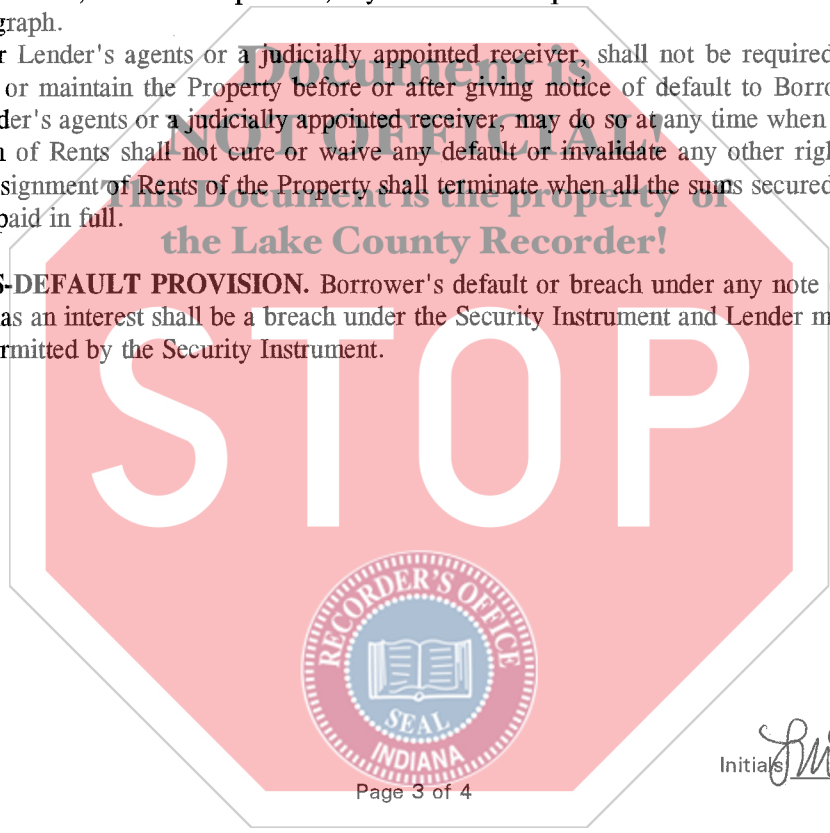 graph.
r Lender's agents or a judicially appointed receiver, shall not be required
or maintain the Property before or after giving notice of default to Borro
der's agents or a judicially appointed receiver, may do so at any time when
n of Rents shall not cure or waive any default or invalidate any other righ
signment of Rents of the Property shall terminate when all the sums secured
paid in full.
S-DEFAULT PROVISION. Borrower's default or breach under any note
as an interest shall be a breach under the Security Instrument and Lender m
rmitted by the Security Instrument.
Document is
NOT OFFICIAL!
This Document is the property of
the Lake County Recorder!
STOP
RECORDER'S OFFICE
SEAL
INDIANA
Initials
Page 3 of 4